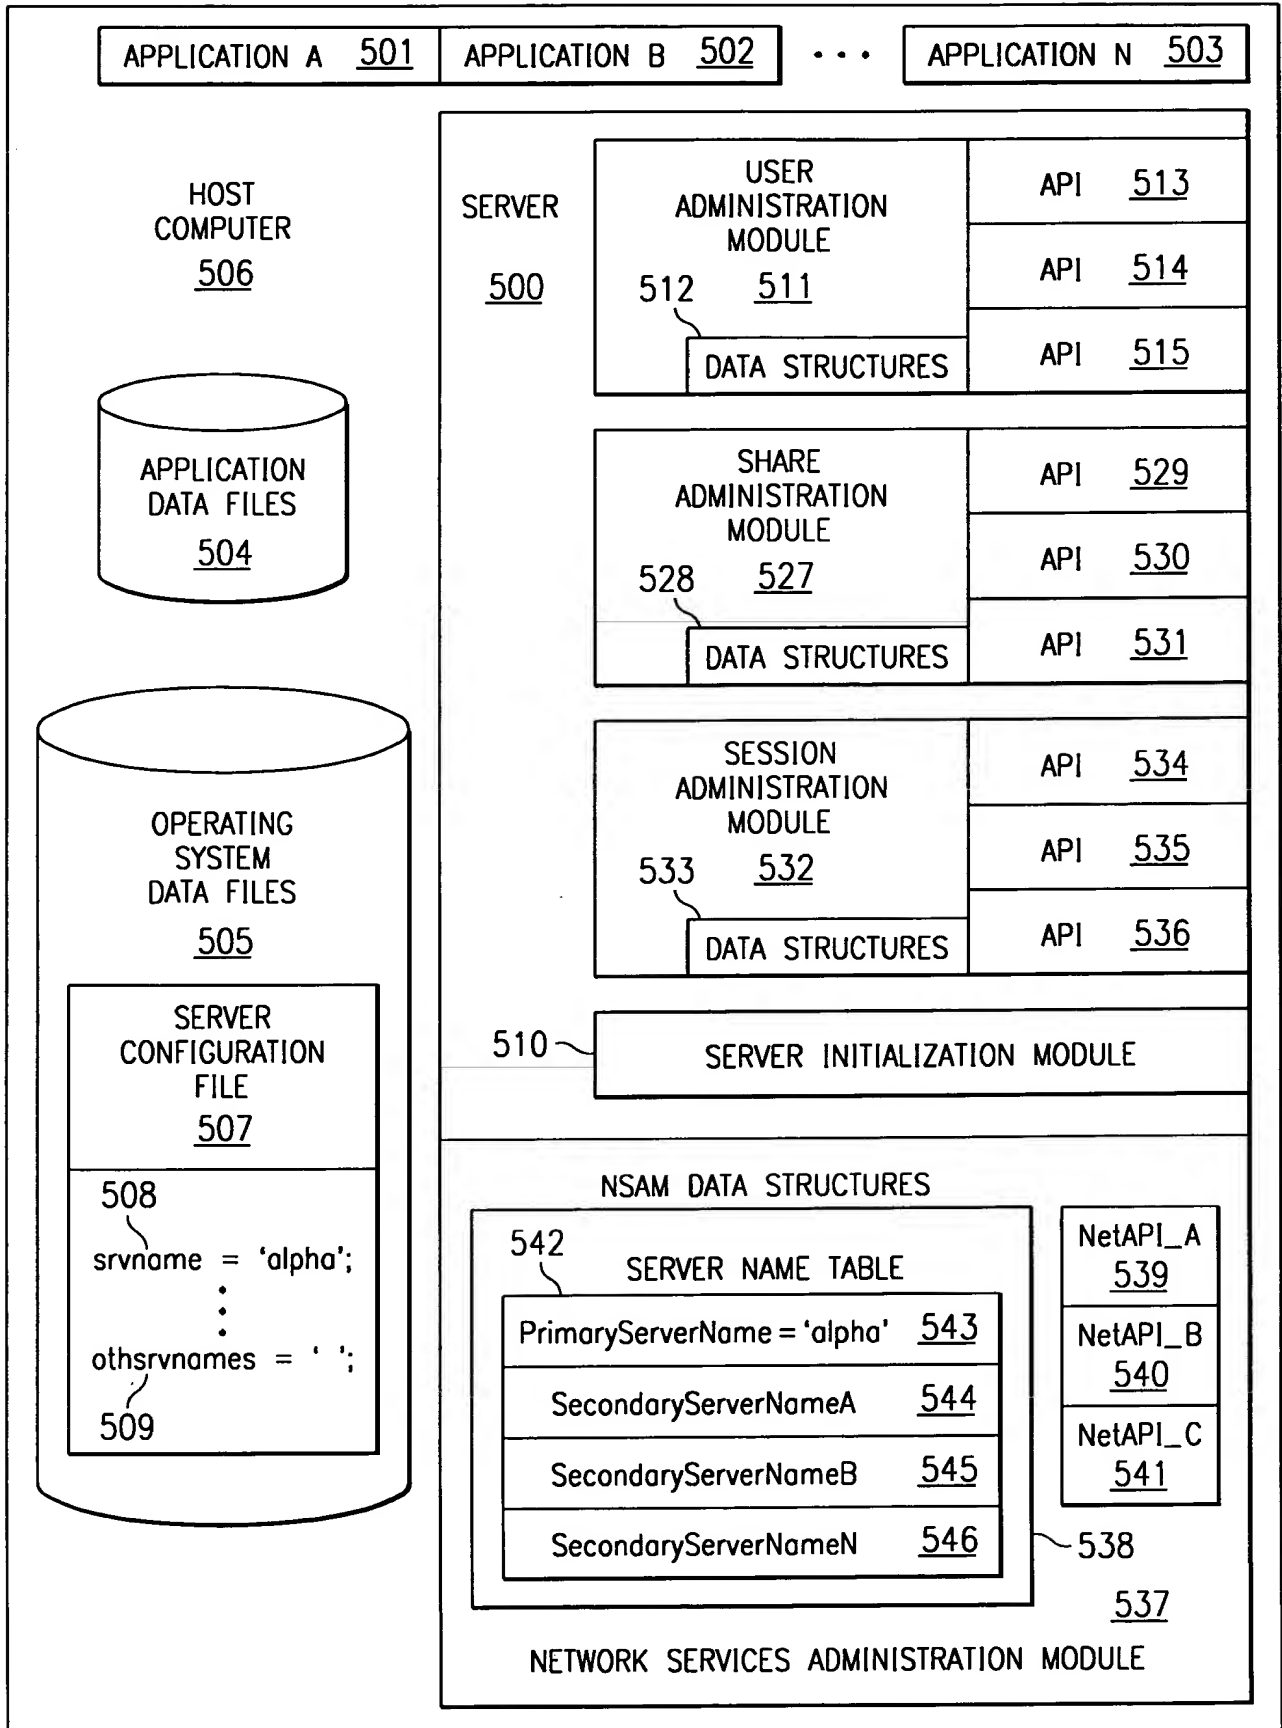 APPLICATION A 501
APPLICATION B 502
• • •
APPLICATION N 503
HOST
COMPUTER
506
APPLICATION
DATA FILES
504
OPERATING
SYSTEM
DATA FILES
505
SERVER
CONFIGURATION
FILE
507
508
srvname = 'alpha';
othsrvnames = ' ';
509
SERVER
500
USER
ADMINISTRATION
MODULE
511
512
DATA STRUCTURES
API 513
API 514
API 515
SHARE
ADMINISTRATION
MODULE
527
528
DATA STRUCTURES
API 529
API 530
API 531
SESSION
ADMINISTRATION
MODULE
532
533
DATA STRUCTURES
API 534
API 535
API 536
510
SERVER INITIALIZATION MODULE
NSAM DATA STRUCTURES
542
SERVER NAME TABLE
PrimaryServerName = 'alpha' 543
SecondaryServerNameA 544
SecondaryServerNameB 545
SecondaryServerNameN 546
NetAPI_A
539
NetAPI_B
540
NetAPI_C
541
538
537
NETWORK SERVICES ADMINISTRATION MODULE